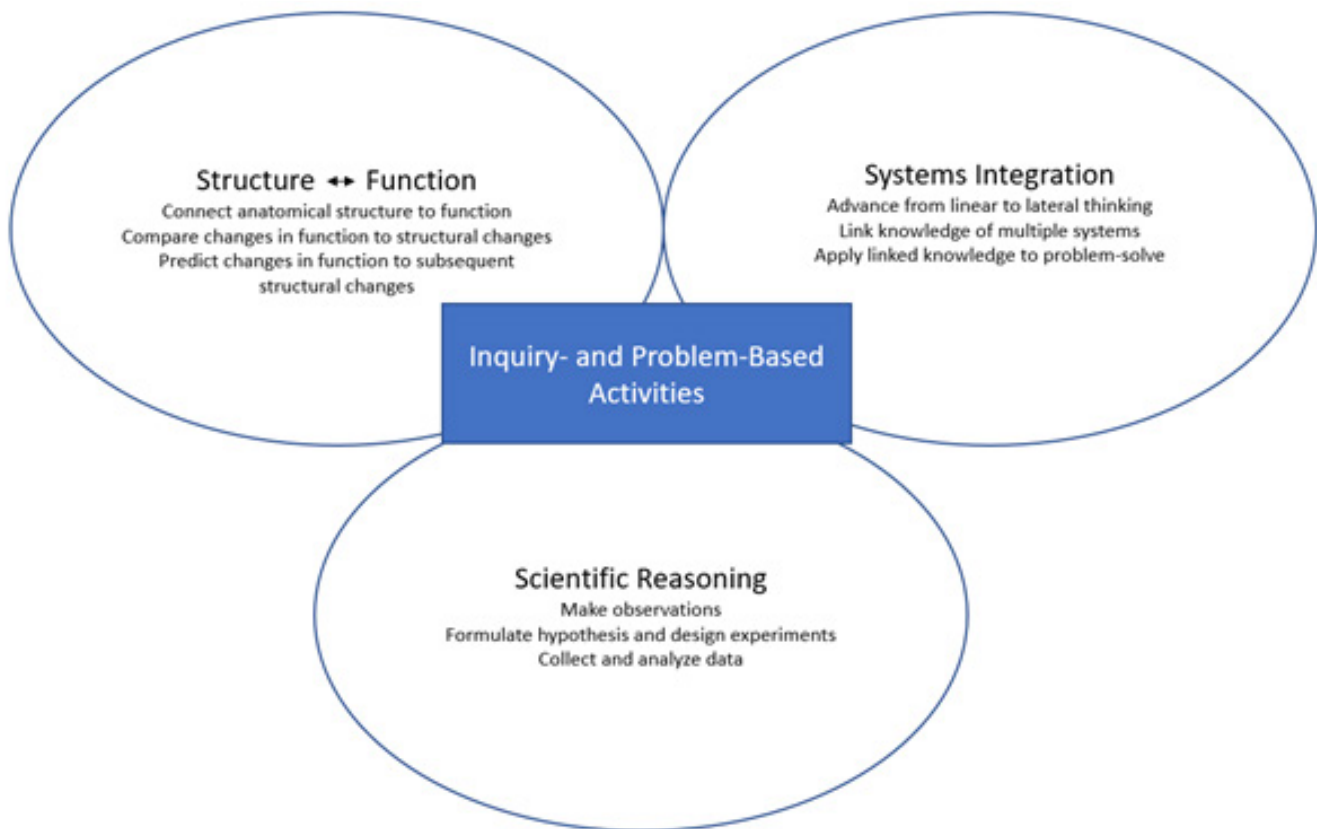 Structure ↔ Function
Connect anatomical structure to function
Compare changes in function to structural changes
Predict changes in function to subsequent
structural changes
Systems Integration
Advance from linear to lateral thinking
Link knowledge of multiple systems
Apply linked knowledge to problem-solve
Inquiry- and Problem-Based
Activities
Scientific Reasoning
Make observations
Formulate hypothesis and design experiments
Collect and analyze data